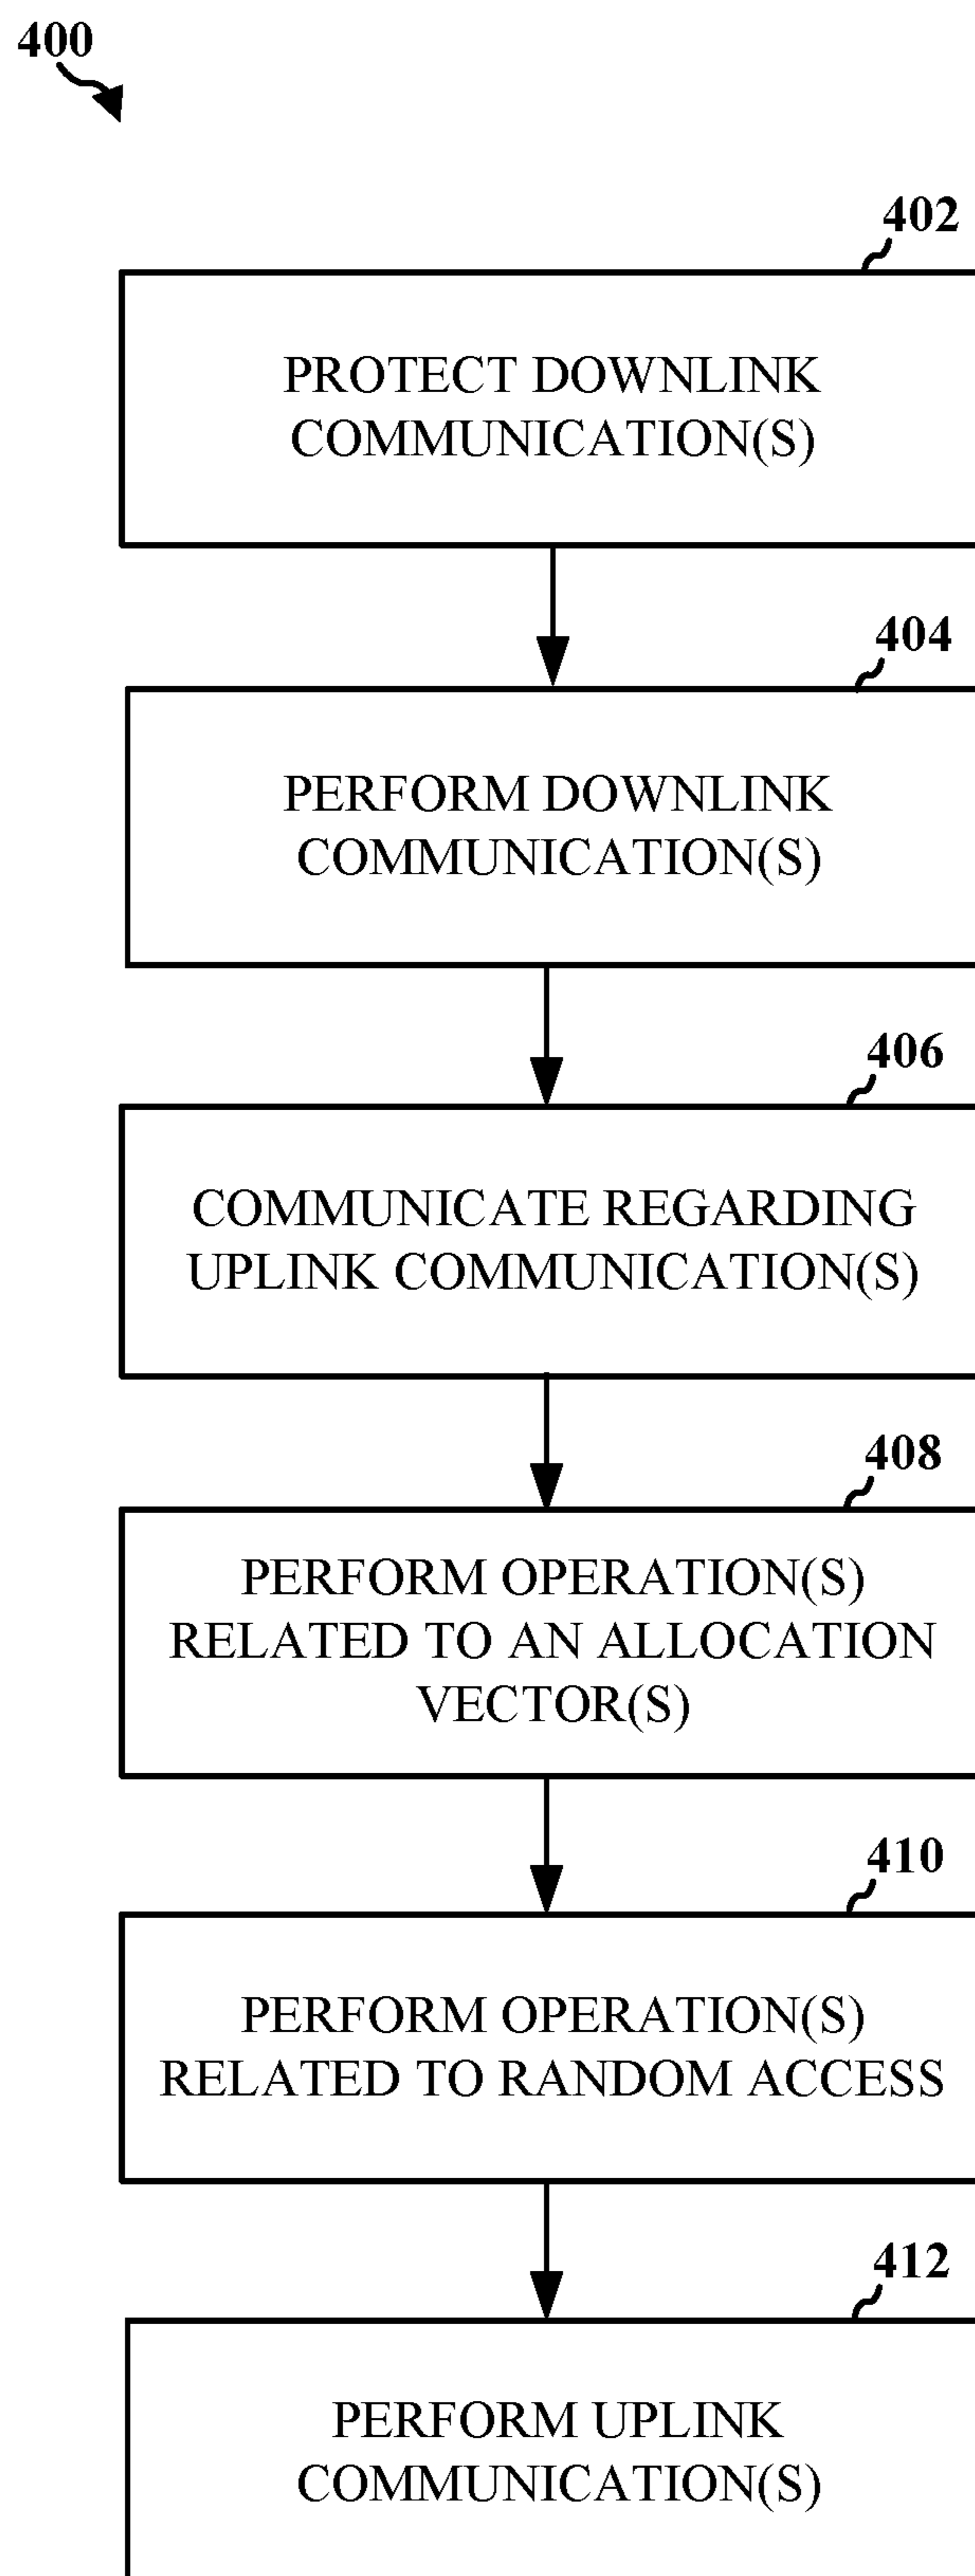 400
402
PROTECT DOWNLINK
COMMUNICATION(S)
404
PERFORM DOWNLINK
COMMUNICATION(S)
406
COMMUNICATE REGARDING
UPLINK COMMUNICATION(S)
408
PERFORM OPERATION(S)
RELATED TO AN ALLOCATION
VECTOR(S)
410
PERFORM OPERATION(S)
RELATED TO RANDOM ACCESS
412
PERFORM UPLINK
COMMUNICATION(S)